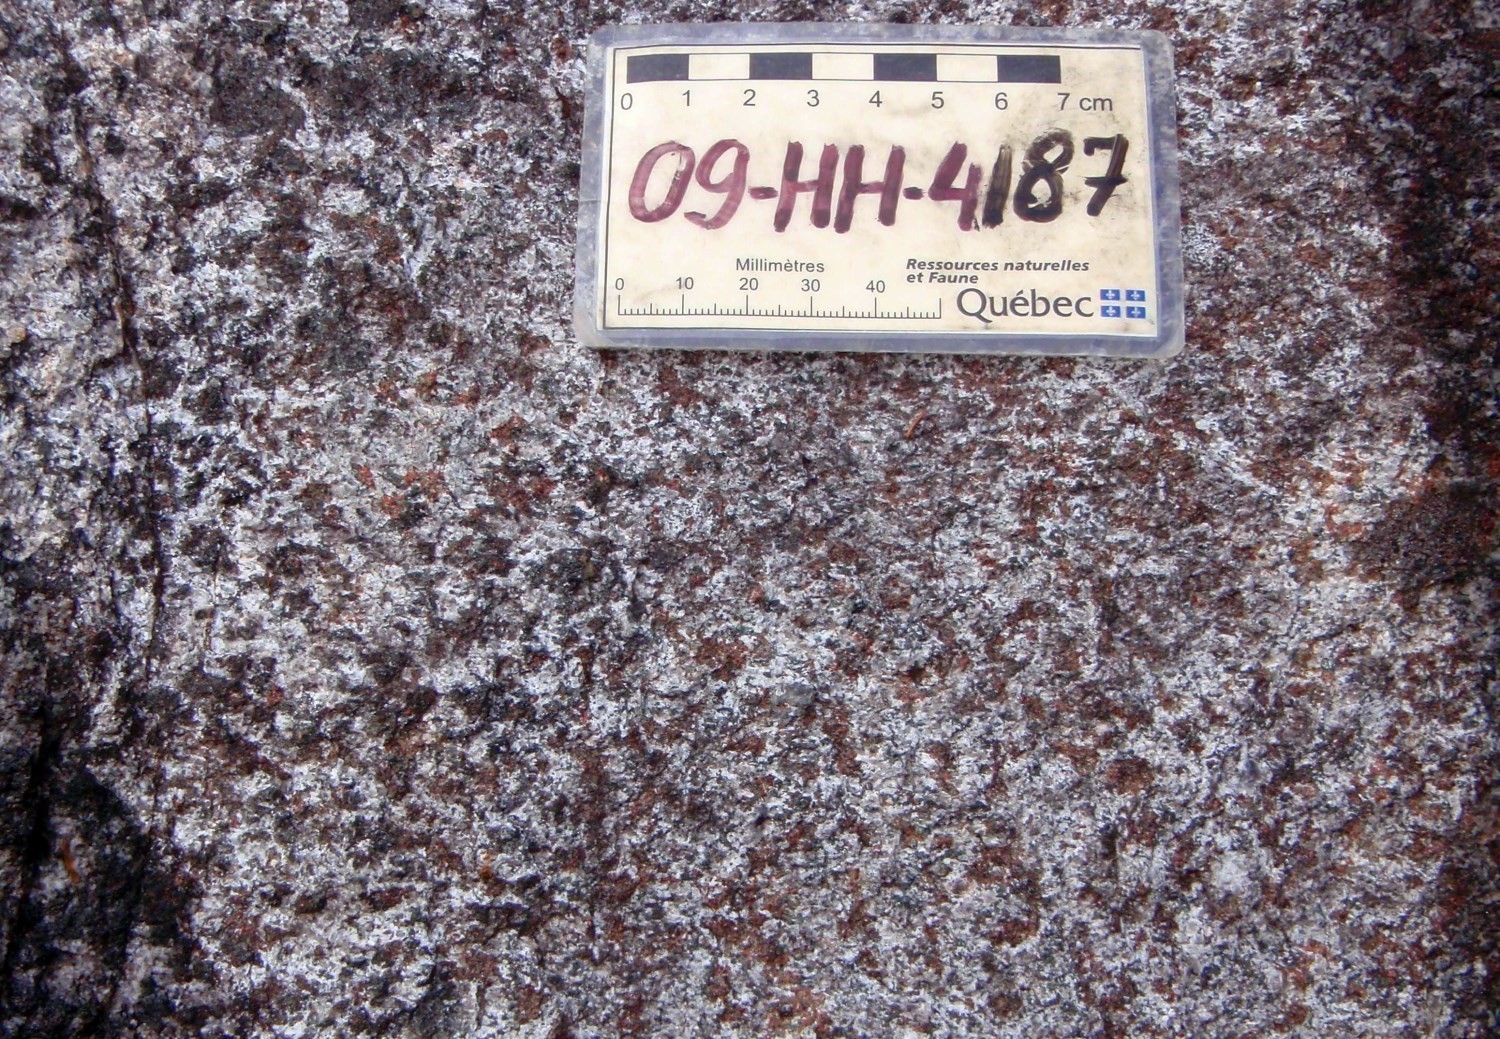 0 1 2 3 4 5 6 7 cm
09-HH-4187
Millimètres
0 10 20 30 40
Ressources naturelles
et Faune
Québec